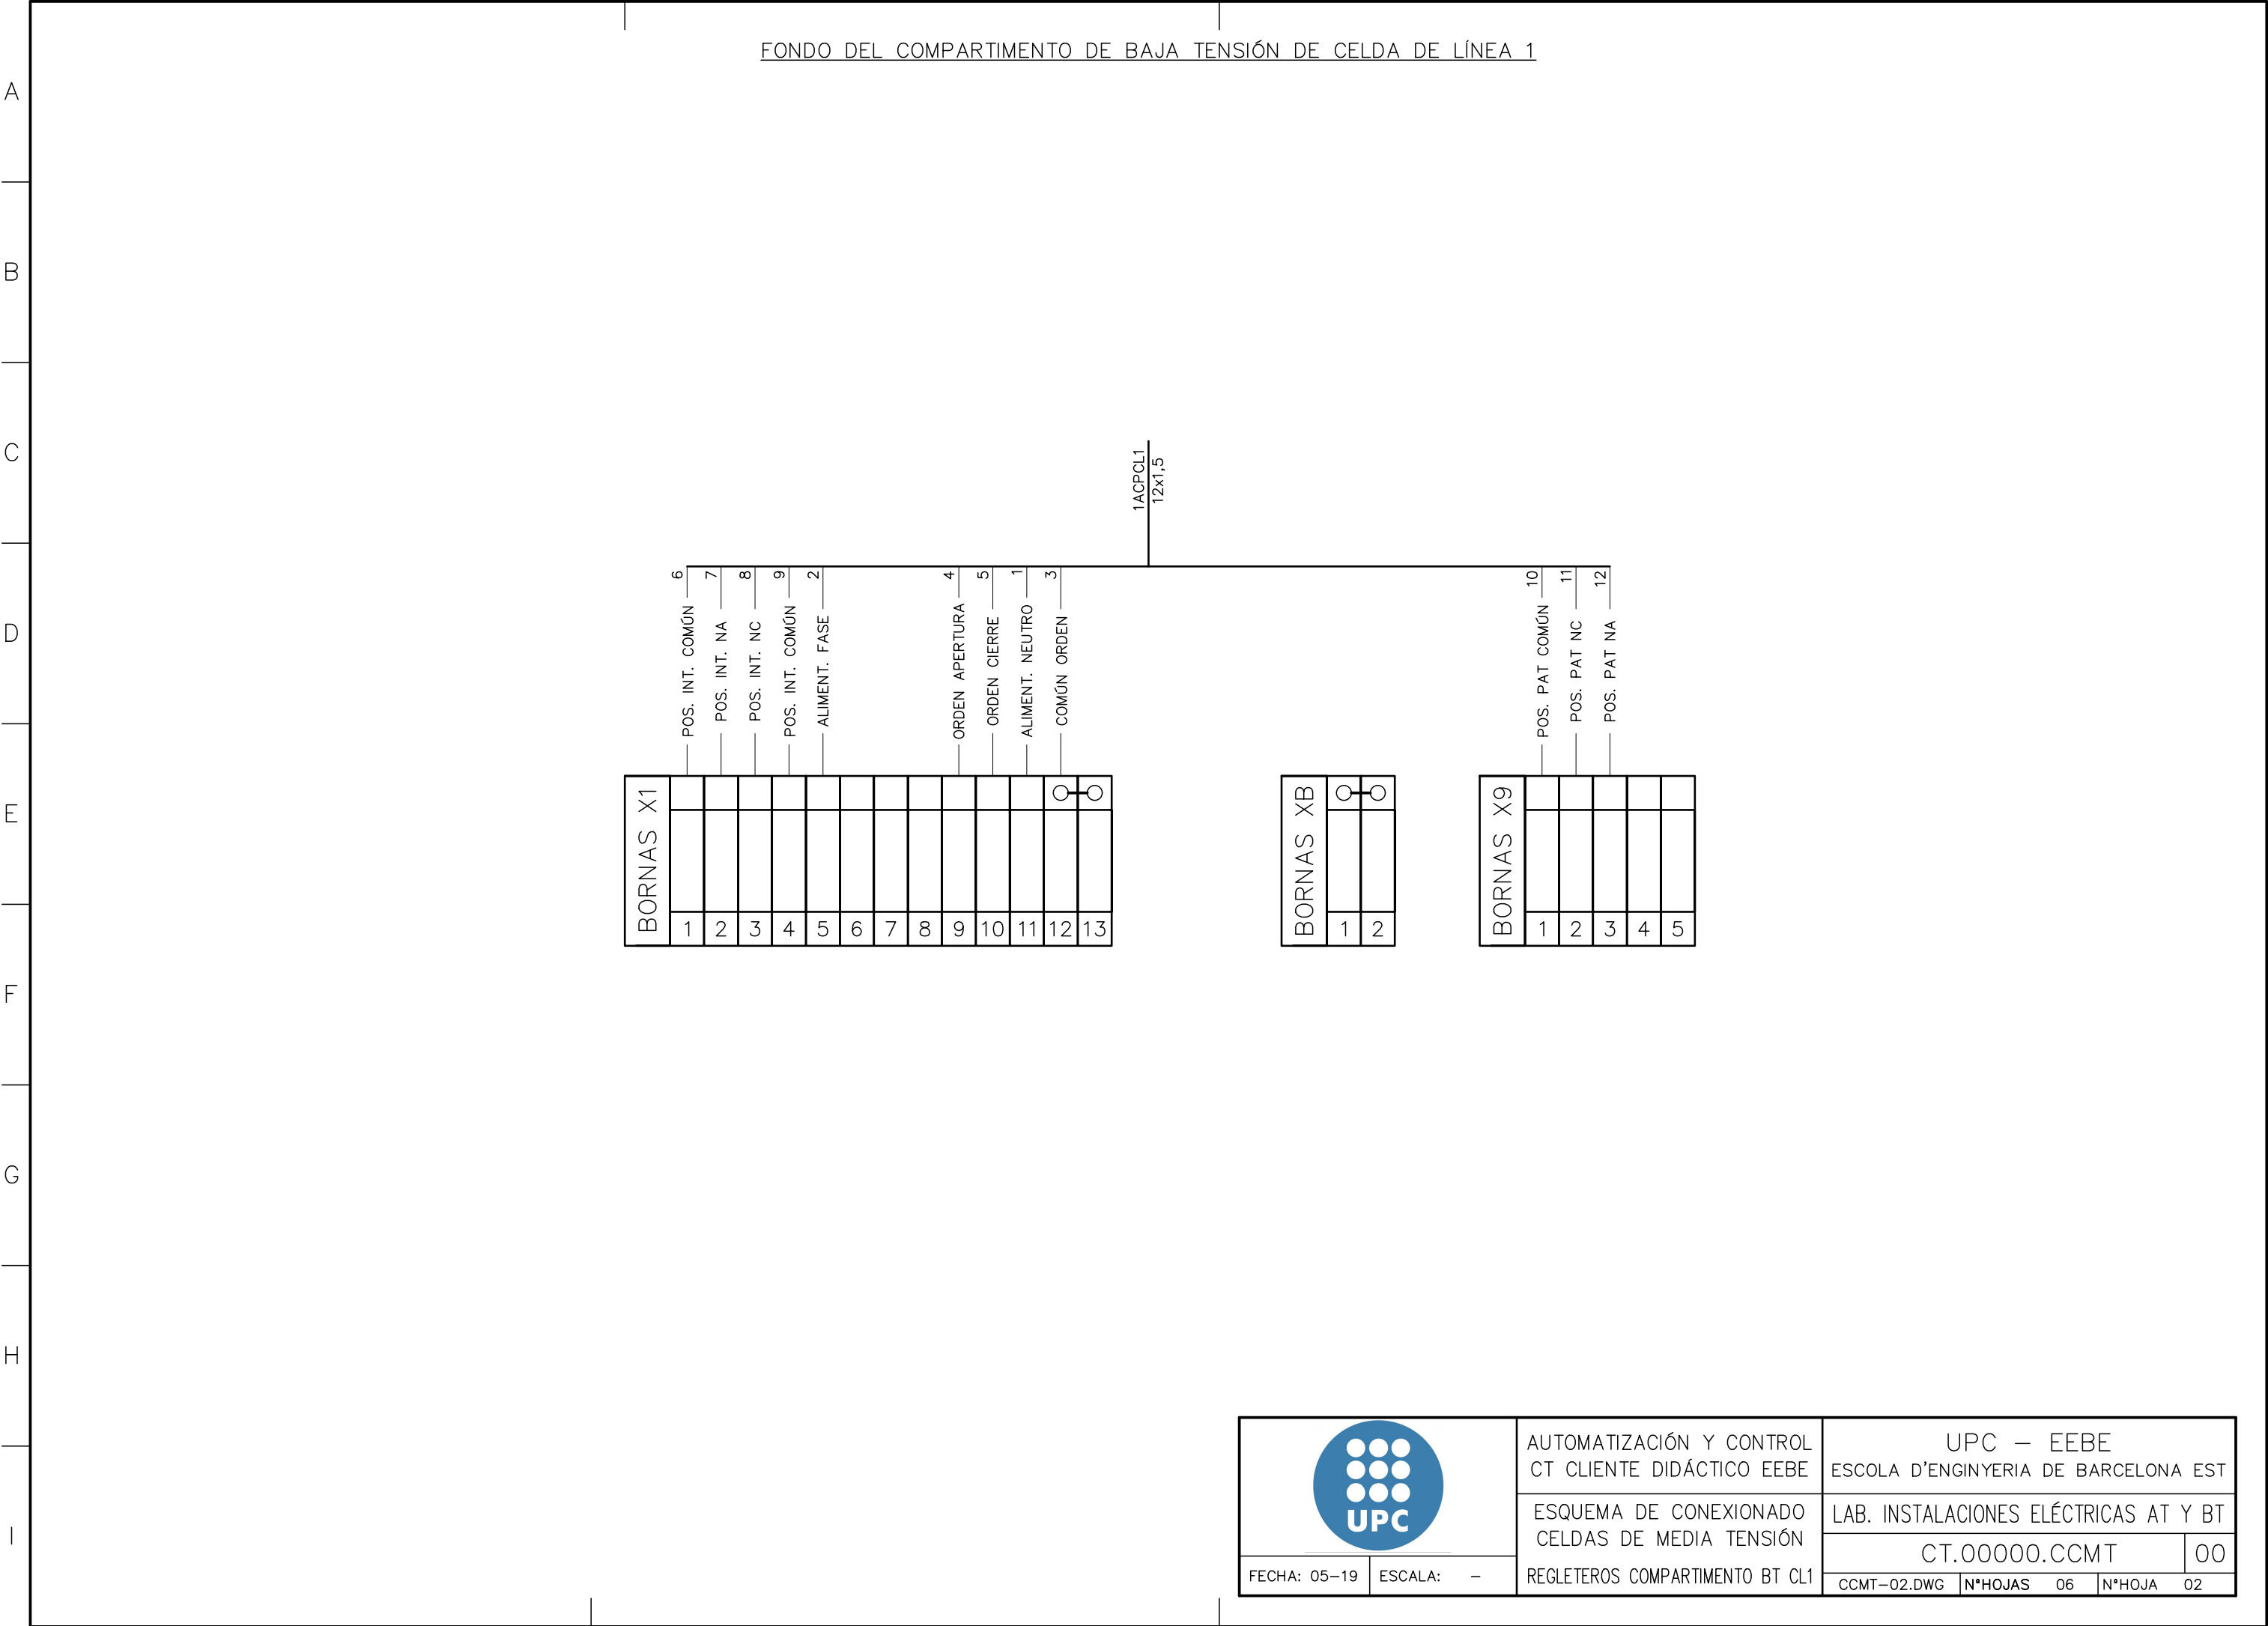 FONDO DEL COMPARTIMENTO DE BAJA TENSIÓN DE CELDA DE LÍNEA 1
A
B
C
D
E
F
G
H
I
1ACPCL1
12x1,5
6
7
8
9
2
4
5
1
3
10
11
12
POS. INT. COMÚN
POS. INT. NA
POS. INT. NC
POS. INT. COMÚN
ALIMENT. FASE
ORDEN APERTURA
ORDEN CIERRE
ALIMENT. NEUTRO
COMÚN ORDEN
POS. PAT COMÚN
POS. PAT NC
POS. PAT NA
BORNAS X1
1 2 3 4 5 6 7 8 9 10 11 12 13
BORNAS XB
1 2
BORNAS X9
1 2 3 4 5
UPC
FECHA: 05-19
ESCALA: -
AUTOMATIZACIÓN Y CONTROL
CT CLIENTE DIDÁCTICO EEBE
ESQUEMA DE CONEXIONADO
CELDAS DE MEDIA TENSIÓN
REGLETEROS COMPARTIMENTO BT CL1
UPC - EEBE
ESCOLA D'ENGINYERIA DE BARCELONA EST
LAB. INSTALACIONES ELÉCTRICAS AT Y BT
CT.00000.CCMT 00
CCMT-02.DWG NºHOJAS 06 NºHOJA 02